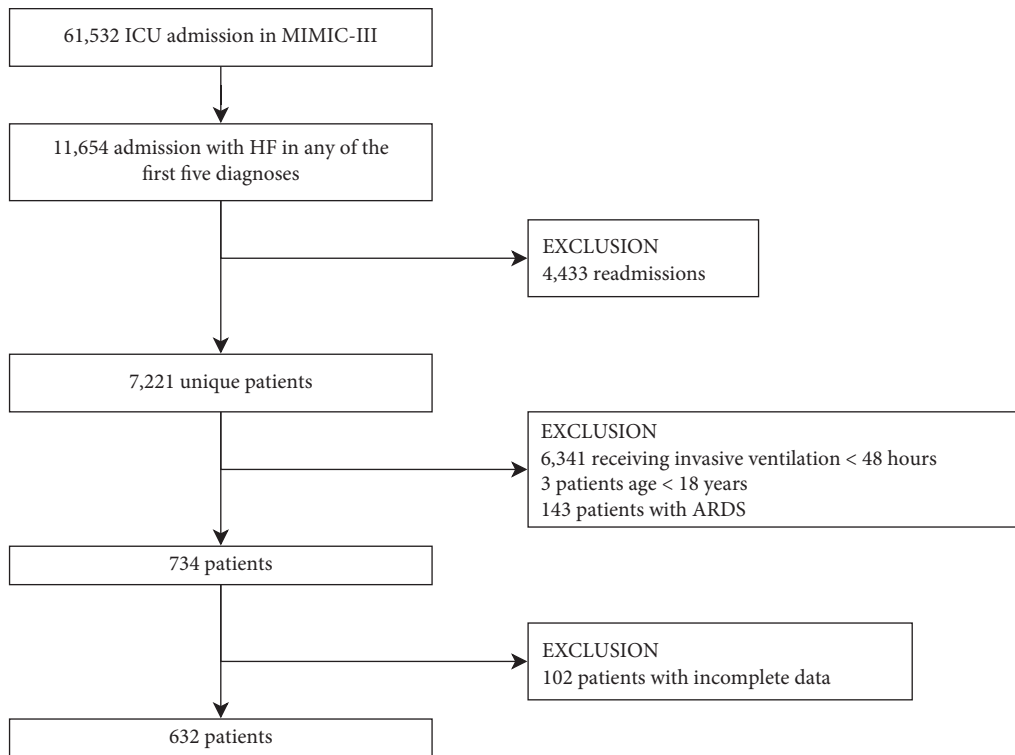 61,532 ICU admission in MIMIC-III
11,654 admission with HF in any of the
first five diagnoses
EXCLUSION
4,433 readmissions
7,221 unique patients
EXCLUSION
6,341 receiving invasive ventilation < 48 hours
3 patients age < 18 years
143 patients with ARDS
734 patients
EXCLUSION
102 patients with incomplete data
632 patients